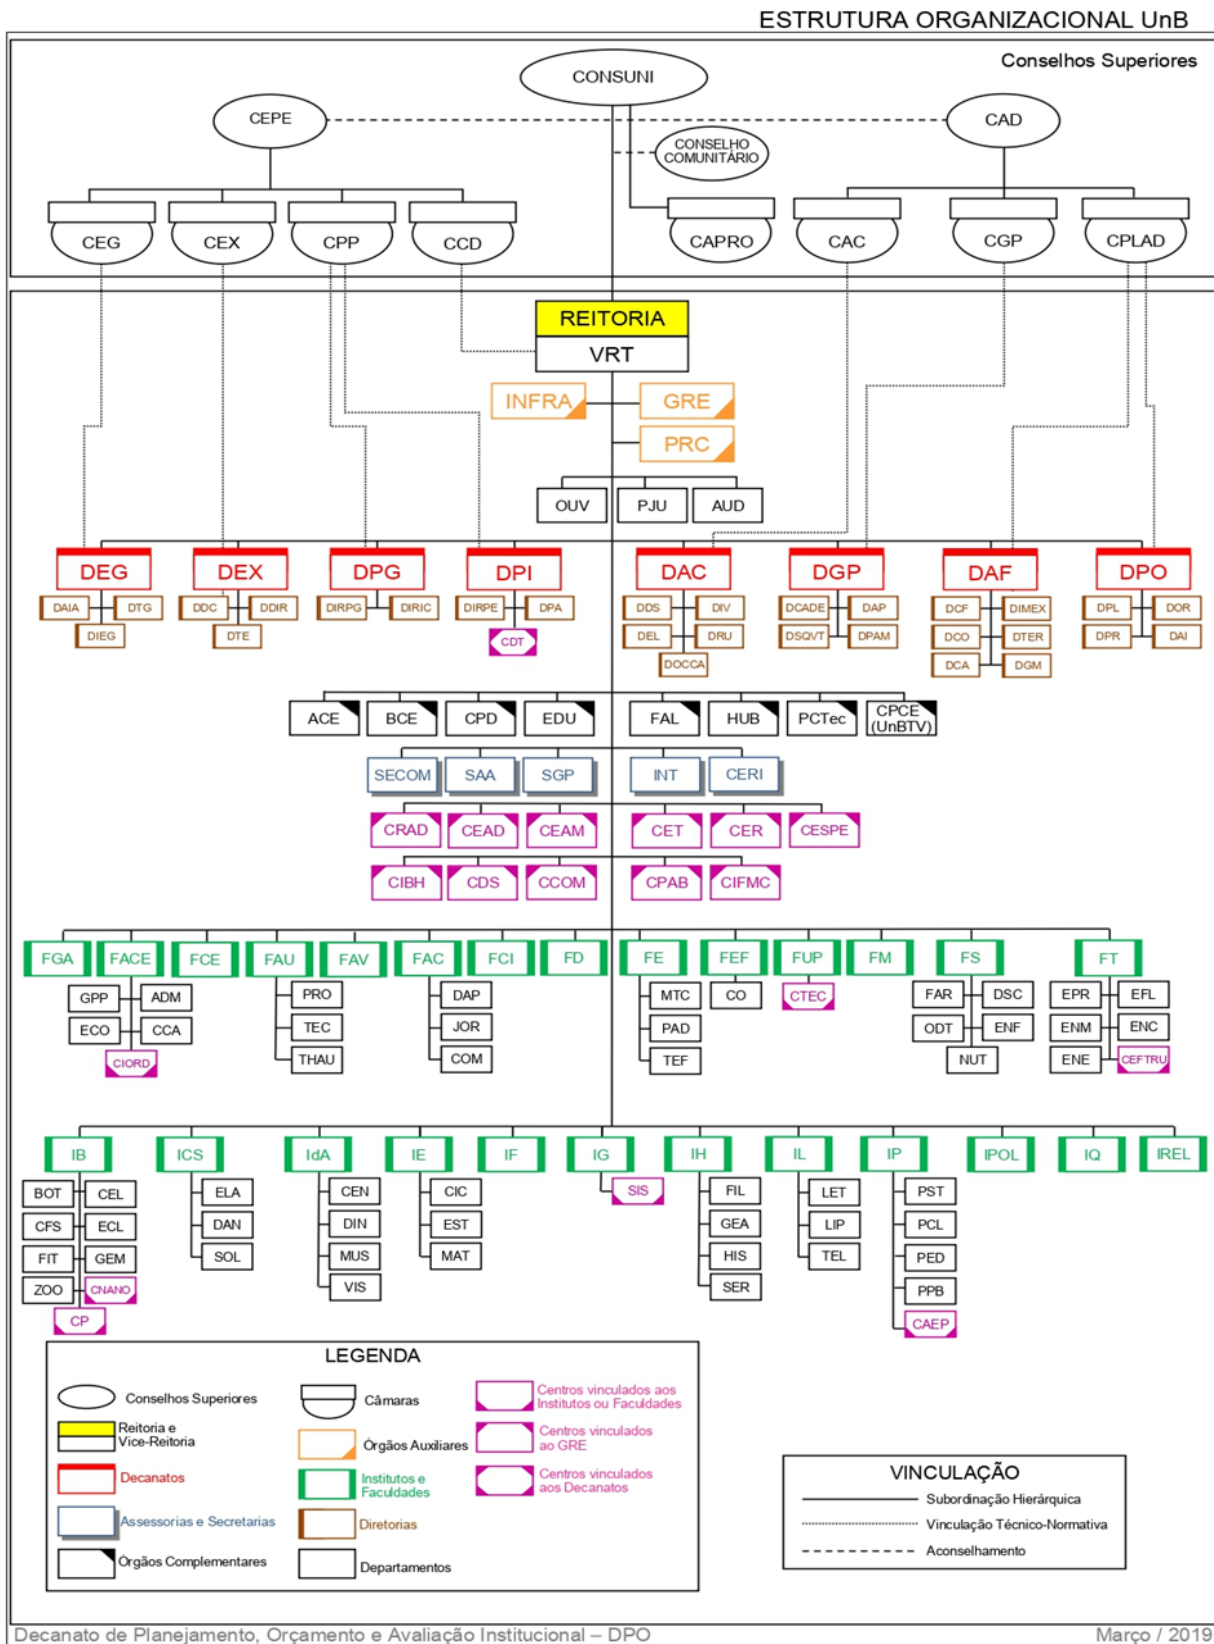 ESTRUTURA ORGANIZACIONAL UnB
Conselhos Superiores
CONSUNI
CEPE
CAD
CONSELHO
COMUNITÁRIO
CEG
CEX
CPP
CCD
CAPRO
CAC
CGP
CPLAD
REITORIA
VRT
INFRA
GRE
PRC
OUV
PJU
AUD
DEG
DEX
DPG
DPI
DAC
DGP
DAF
DPO
DAIA
DTG
DDC
DDIR
DIRPG
DIRIC
DIRPE
DPA
DDS
DIV
DCADE
DAP
DCF
DIMEX
DPL
DOR
DIEG
DTE
CDT
DEL
DRU
DSQVT
DPAM
DCO
DTER
DPR
DAI
DOCCA
DCA
DGM
ACE
BCE
CPD
EDU
FAL
HUB
PCTec
CPCE
(UnBTV)
SECOM
SAA
SGP
INT
CERI
CRAD
CEAD
CEAM
CET
CER
CESPE
CIBH
CDS
CCOM
CPAB
CIFMC
FGA
FACE
FCE
FAU
FAV
FAC
FCI
FD
FE
FEF
FUP
FM
FS
FT
GPP
ADM
PRO
DAP
MTC
CO
CTEC
FAR
DSC
EPR
EFL
ECO
CCA
TEC
JOR
PAD
ODT
ENF
ENM
ENC
CIORD
THAU
COM
TEF
NUT
ENE
CEFTRU
IB
ICS
IdA
IE
IF
IG
IH
IL
IP
IPOL
IQ
IREL
BOT
CEL
ELA
CEN
CIC
SIS
FIL
LET
PST
CFS
ECL
DAN
DIN
EST
GEA
LIP
PCL
FIT
GEM
SOL
MUS
MAT
HIS
TEL
PED
ZOO
CNANO
VIS
SER
PPB
CP
CAEP
LEGENDA
Conselhos Superiores
Câmaras
Centros vinculados aos
Institutos ou Faculdades
Reitoria e
Vice-Reitoria
Órgãos Auxiliares
Centros vinculados
ao GRE
Decanatos
Institutos e
Faculdades
Centros vinculados
aos Decanatos
Assessorias e Secretarias
Diretorias
Órgãos Complementares
Departamentos
VINCULAÇÃO
Subordinação Hierárquica
Vinculação Técnico-Normativa
Aconselhamento
Decanato de Planejamento, Orçamento e Avaliação Institucional – DPO
Março / 2019